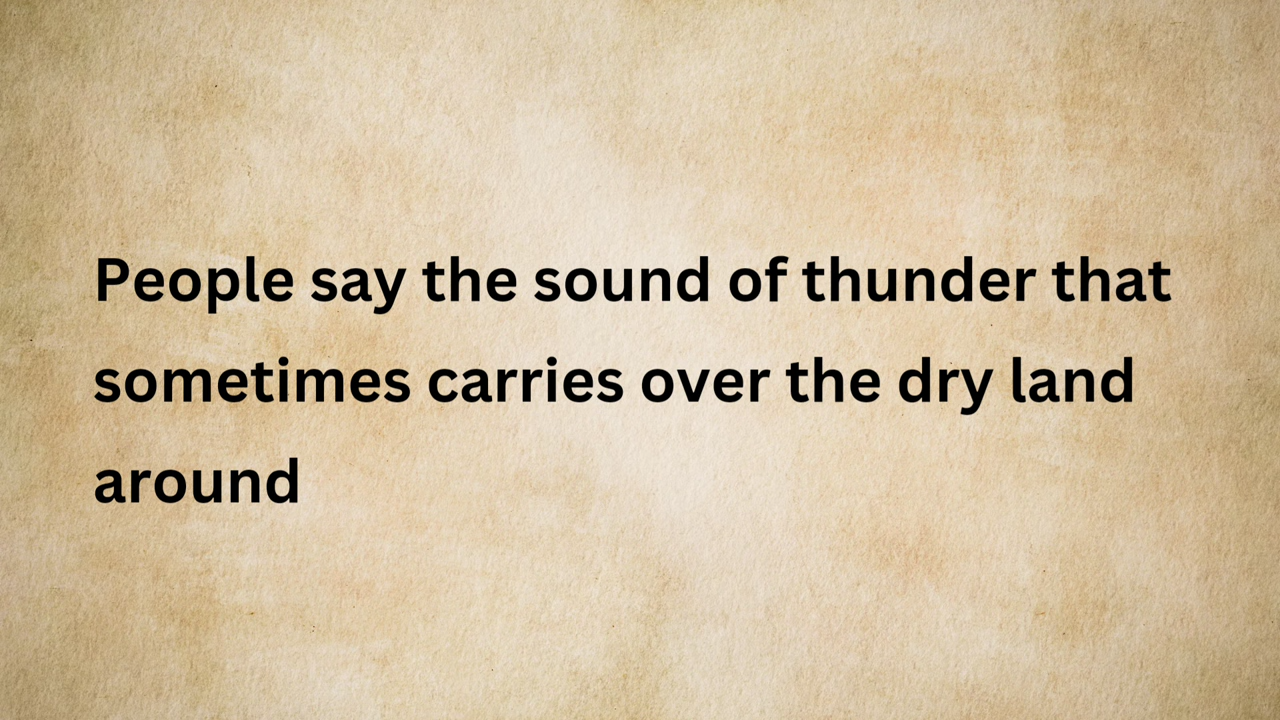 People say the sound of thunder that
sometimes carries over the dry land
around